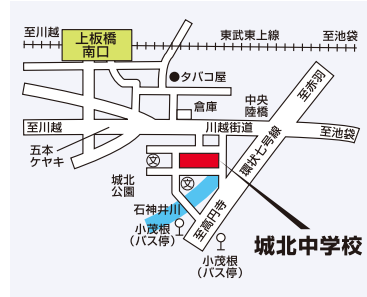 至川越
上板橋
南口
東武東上線
至池袋
タバコ屋
倉庫
中央
陸橋
至赤羽
至川越
川越街道
至池袋
五本
ケヤキ
環状七号線
文
城北
公園
文
石神井川
小茂根
(バス停)
至高円寺
小茂根
(バス停)
城北中学校